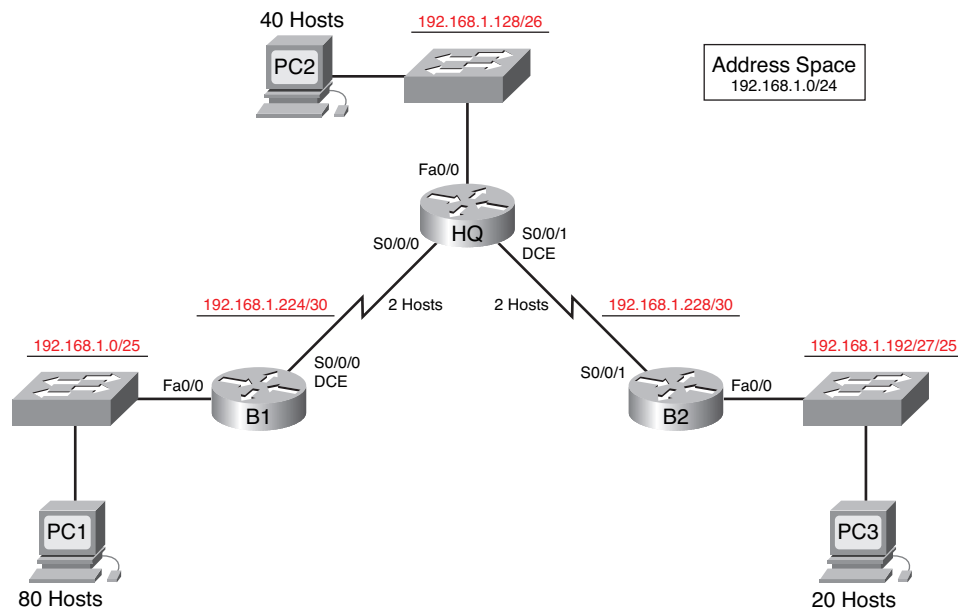 40 Hosts
192.168.1.128/26
PC2
Address Space
192.168.1.0/24
Fa0/0
HQ
S0/0/0
S0/0/1
DCE
192.168.1.224/30
2 Hosts
2 Hosts
192.168.1.228/30
192.168.1.0/25
192.168.1.192/27/25
Fa0/0
S0/0/0
DCE
B1
S0/0/1
Fa0/0
B2
PC1
80 Hosts
PC3
20 Hosts